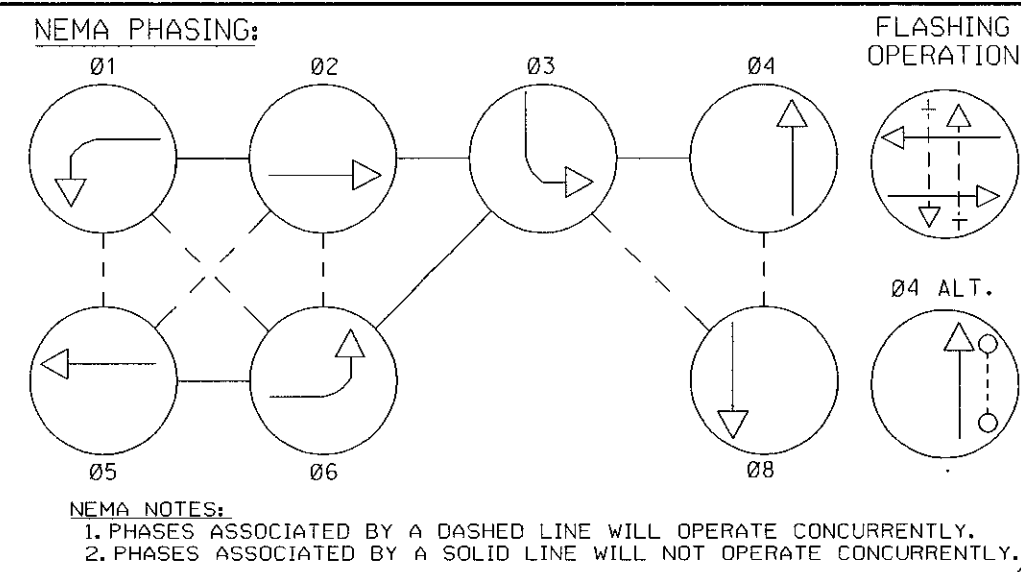 NEMA PHASING:
FLASHING
OPERATION
Ø1
Ø2
Ø3
Ø4
Ø4 ALT.
Ø5
Ø6
Ø8
NEMA NOTES:
1. PHASES ASSOCIATED BY A DASHED LINE WILL OPERATE CONCURRENTLY.
2. PHASES ASSOCIATED BY A SOLID LINE WILL NOT OPERATE CONCURRENTLY.